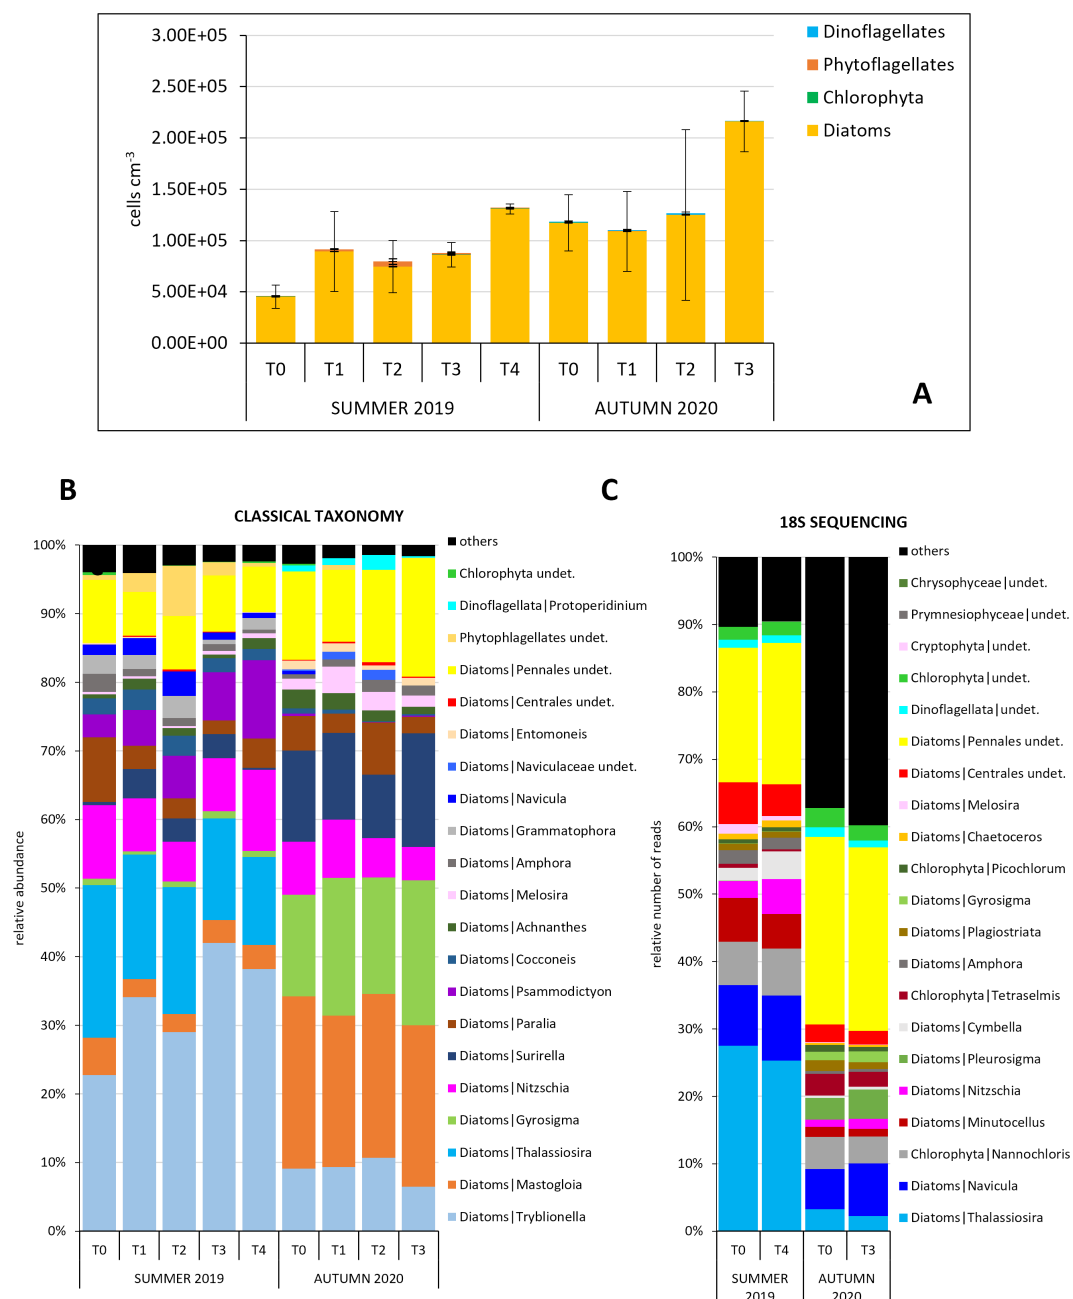 3.00E+05
2.50E+05
2.00E+05
1.50E+05
1.00E+05
5.00E+04
0.00E+00
cells cm-3
T0 T1 T2 T3 T4 T0 T1 T2 T3
SUMMER 2019 AUTUMN 2020
Dinoflagellates
Phytoflagellates
Chlorophyta
Diatoms
A
B
CLASSICAL TAXONOMY
100%
90%
80%
70%
60%
50%
40%
30%
20%
10%
0%
relative abundance
T0 T1 T2 T3 T4 T0 T1 T2 T3
SUMMER 2019 AUTUMN 2020
others
Chlorophyta undet.
Dinoflagellata|Protoperidinium
Phytophlagellates undet.
Diatoms|Pennales undet.
Diatoms|Centrales undet.
Diatoms|Entomoneis
Diatoms|Naviculaceae undet.
Diatoms|Navicula
Diatoms|Grammatophora
Diatoms|Amphora
Diatoms|Melosira
Diatoms|Achnanthes
Diatoms|Cocconeis
Diatoms|Psammodictyon
Diatoms|Paralia
Diatoms|Surirella
Diatoms|Nitzschia
Diatoms|Gyrosigma
Diatoms|Thalassiosira
Diatoms|Mastogloia
Diatoms|Tryblionella
C
18S SEQUENCING
100%
90%
80%
70%
60%
50%
40%
30%
20%
10%
0%
relative number of reads
T0 T4 T0 T3
SUMMER AUTUMN
2019 2020
others
Chrysophyceae|undet.
Prymnesiophyceae|undet.
Cryptophyta|undet.
Chlorophyta|undet.
Dinoflagellata|undet.
Diatoms|Pennales undet.
Diatoms|Centrales undet.
Diatoms|Melosira
Diatoms|Chaetoceros
Chlorophyta|Picochlorum
Diatoms|Gyrosigma
Diatoms|Plagiostriata
Diatoms|Amphora
Chlorophyta|Tetraselmis
Diatoms|Cymbella
Diatoms|Pleurosigma
Diatoms|Nitzschia
Diatoms|Minutocellus
Chlorophyta|Nannochloris
Diatoms|Navicula
Diatoms|Thalassiosira